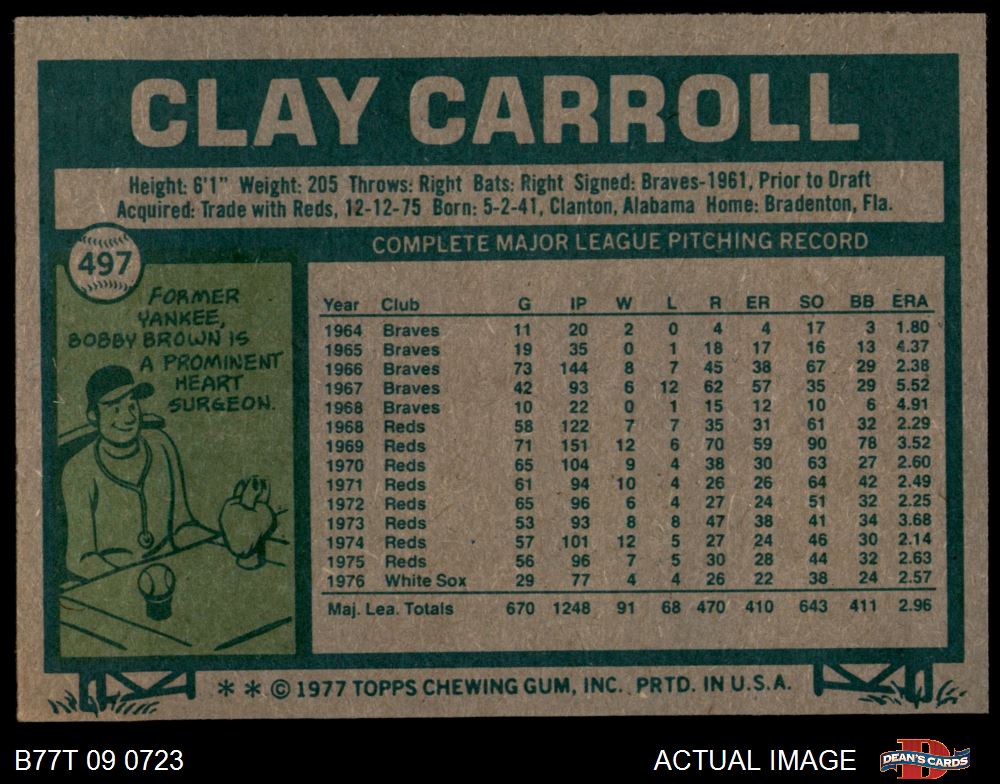 CLAY CARROLL
Height: 6'1" Weight: 205 Throws: Right Bats: Right Signed: Braves-1961, Prior to Draft
Acquired: Trade with Reds, 12-12-75 Born: 5-2-41, Clanton, Alabama Home: Bradenton, Fla.
497
FORMER
YANKEE,
BOBBY BROWN IS
A PROMINENT
HEART
SURGEON.
COMPLETE MAJOR LEAGUE PITCHING RECORD
Year Club G IP W L R ER SO BB ERA
1964 Braves 11 20 2 0 4 4 17 3 1.80
1965 Braves 19 35 0 1 18 17 16 13 4.37
1966 Braves 73 144 8 7 45 38 67 29 2.38
1967 Braves 42 93 6 12 62 57 35 29 5.52
1968 Braves 10 22 0 1 15 12 10 6 4.91
1968 Reds 58 122 7 7 35 31 61 32 2.29
1969 Reds 71 151 12 6 70 59 90 78 3.52
1970 Reds 65 104 9 4 38 30 63 27 2.60
1971 Reds 61 94 10 4 26 26 64 42 2.49
1972 Reds 65 96 6 4 27 24 51 32 2.25
1973 Reds 53 93 8 8 47 38 41 34 3.68
1974 Reds 57 101 12 5 27 24 46 30 2.14
1975 Reds 56 96 7 5 30 28 44 32 2.63
1976 White Sox 29 77 4 4 26 22 38 24 2.57
Maj. Lea. Totals 670 1248 91 68 470 410 643 411 2.96
* * © 1977 TOPPS CHEWING GUM, INC. PRTD. IN U.S.A.
B77T 09 0723 ACTUAL IMAGE
D
DEAN'S CARDS